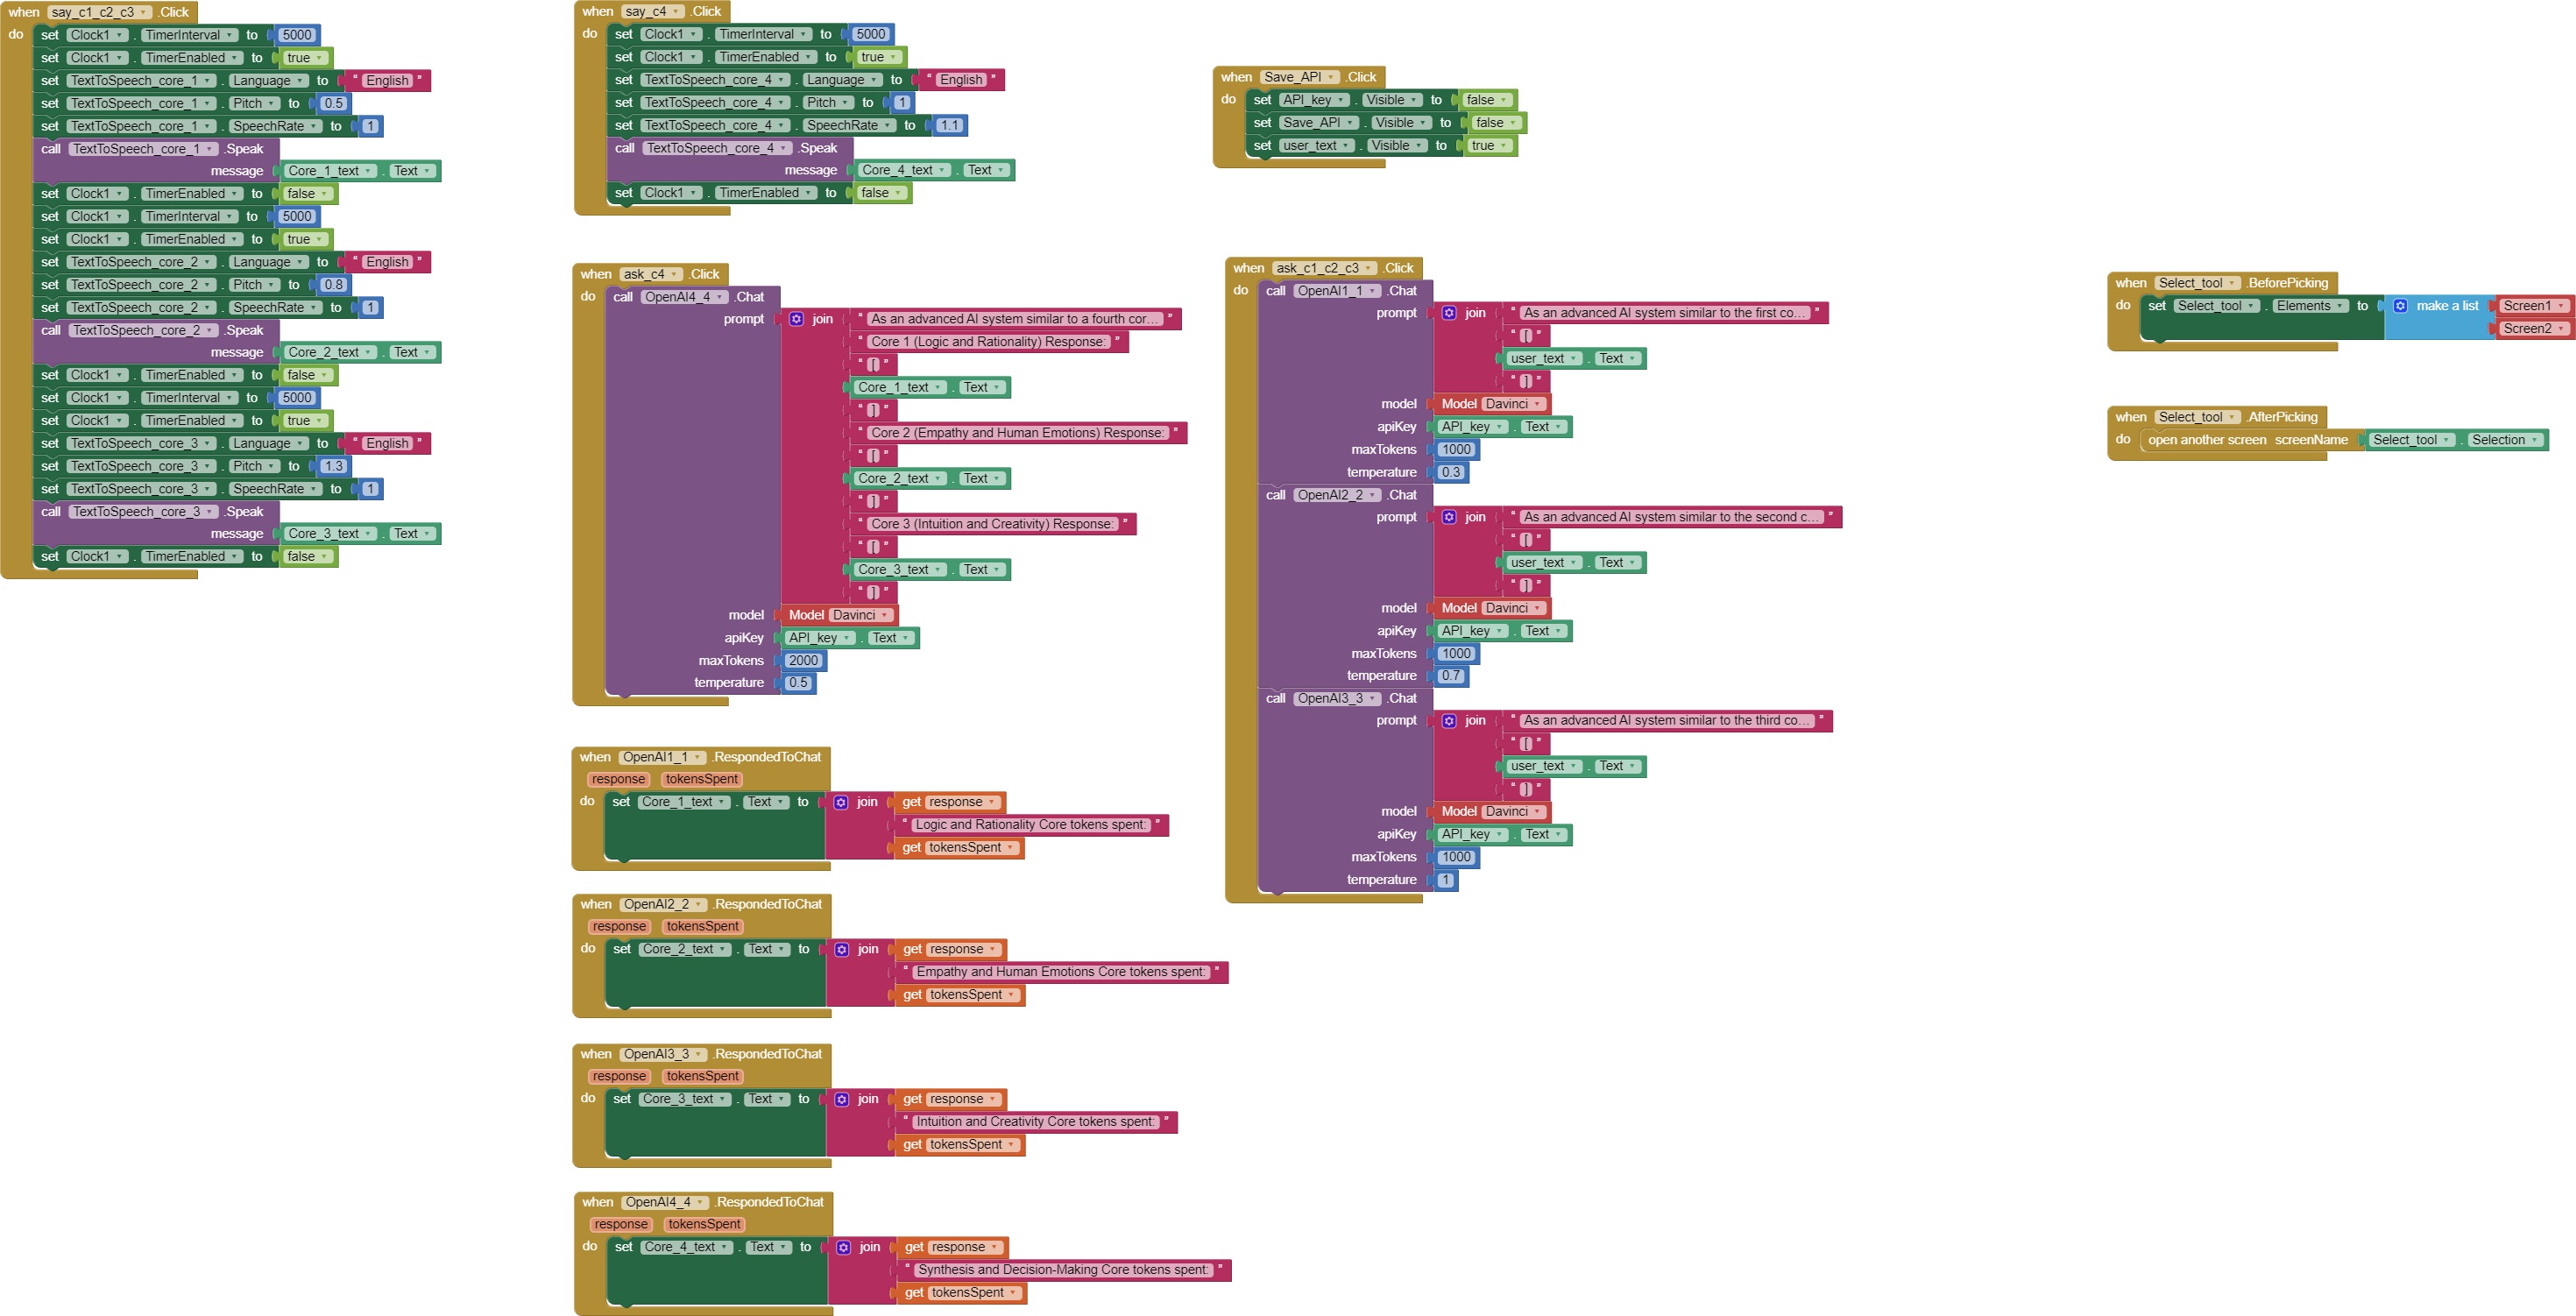 when say_c1_c2_c3 .Click
do set Clock1 . TimerInterval to 5000
set Clock1 . TimerEnabled to true
set TextToSpeech_core_1 . Language to " English "
set TextToSpeech_core_1 . Pitch to 0.5
set TextToSpeech_core_1 . SpeechRate to 1
call TextToSpeech_core_1 .Speak
message Core_1_text . Text
set Clock1 . TimerEnabled to false
set Clock1 . TimerInterval to 5000
set Clock1 . TimerEnabled to true
set TextToSpeech_core_2 . Language to " English "
set TextToSpeech_core_2 . Pitch to 0.8
set TextToSpeech_core_2 . SpeechRate to 1
call TextToSpeech_core_2 .Speak
message Core_2_text . Text
set Clock1 . TimerEnabled to false
set Clock1 . TimerInterval to 5000
set Clock1 . TimerEnabled to true
set TextToSpeech_core_3 . Language to " English "
set TextToSpeech_core_3 . Pitch to 1.3
set TextToSpeech_core_3 . SpeechRate to 1
call TextToSpeech_core_3 .Speak
message Core_3_text . Text
set Clock1 . TimerEnabled to false
when say_c4 .Click
do set Clock1 . TimerInterval to 5000
set Clock1 . TimerEnabled to true
set TextToSpeech_core_4 . Language to " English "
set TextToSpeech_core_4 . Pitch to 1
set TextToSpeech_core_4 . SpeechRate to 1.1
call TextToSpeech_core_4 .Speak
message Core_4_text . Text
set Clock1 . TimerEnabled to false
when ask_c4 .Click
do call OpenAI4_4 .Chat
prompt join " As an advanced AI system similar to a fourth cor... "
" Core 1 (Logic and Rationality) Response: "
" [ "
Core_1_text . Text
" ] "
" Core 2 (Empathy and Human Emotions) Response: "
" [ "
Core_2_text . Text
" ] "
" Core 3 (Intuition and Creativity) Response: "
" [ "
Core_3_text . Text
" ] "
model Model Davinci
apiKey API_key . Text
maxTokens 2000
temperature 0.5
when OpenAI1_1 .RespondedToChat
response tokensSpent
do set Core_1_text . Text to join get response
" Logic and Rationality Core tokens spent: "
get tokensSpent
when OpenAI2_2 .RespondedToChat
response tokensSpent
do set Core_2_text . Text to join get response
" Empathy and Human Emotions Core tokens spent: "
get tokensSpent
when OpenAI3_3 .RespondedToChat
response tokensSpent
do set Core_3_text . Text to join get response
" Intuition and Creativity Core tokens spent: "
get tokensSpent
when OpenAI4_4 .RespondedToChat
response tokensSpent
do set Core_4_text . Text to join get response
" Synthesis and Decision-Making Core tokens spent: "
get tokensSpent
when Save_API .Click
do set API_key . Visible to false
set Save_API . Visible to false
set user_text . Visible to true
when ask_c1_c2_c3 .Click
do call OpenAI1_1 .Chat
prompt join " As an advanced AI system similar to the first co... "
" [ "
user_text . Text
" ] "
model Model Davinci
apiKey API_key . Text
maxTokens 1000
temperature 0.3
call OpenAI2_2 .Chat
prompt join " As an advanced AI system similar to the second c... "
" [ "
user_text . Text
" ] "
model Model Davinci
apiKey API_key . Text
maxTokens 1000
temperature 0.7
call OpenAI3_3 .Chat
prompt join " As an advanced AI system similar to the third co... "
" [ "
user_text . Text
" ] "
model Model Davinci
apiKey API_key . Text
maxTokens 1000
temperature 1
when Select_tool .BeforePicking
do set Select_tool . Elements to make a list Screen1
Screen2
when Select_tool .AfterPicking
do open another screen screenName Select_tool . Selection